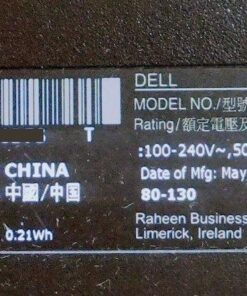 DELL
MODEL NO./型號
Rating/額定電壓及
T
:100-240V~,50
CHINA
中國/中国
Date of Mfg: May
80-130
0.21Wh
Raheen Business
Limerick, Ireland